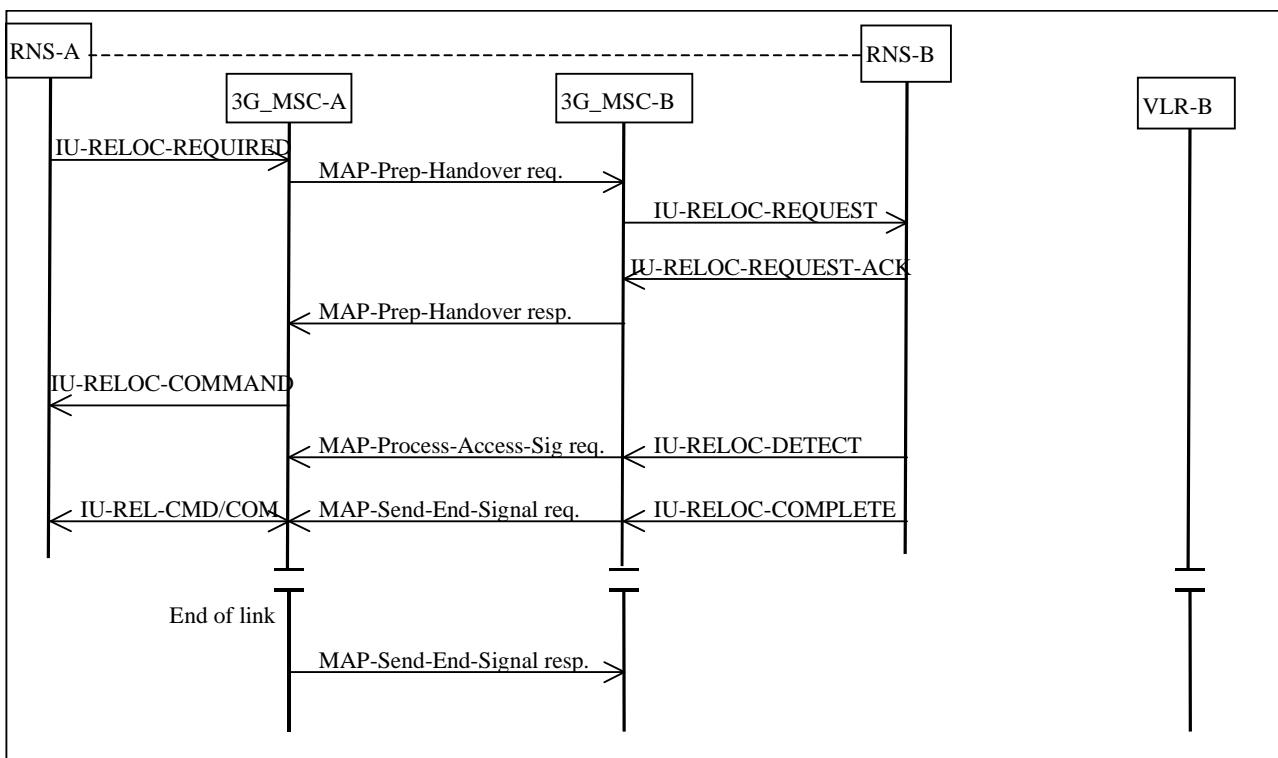 RNS-A
RNS-B
3G_MSC-A
3G_MSC-B
VLR-B
IU-RELOC-REQUIRED
MAP-Prep-Handover req.
IU-RELOC-REQUEST
IU-RELOC-REQUEST-ACK
MAP-Prep-Handover resp.
IU-RELOC-COMMAND
MAP-Process-Access-Sig req.
IU-RELOC-DETECT
IU-REL-CMD/COM
MAP-Send-End-Signal req.
IU-RELOC-COMPLETE
End of link
MAP-Send-End-Signal resp.